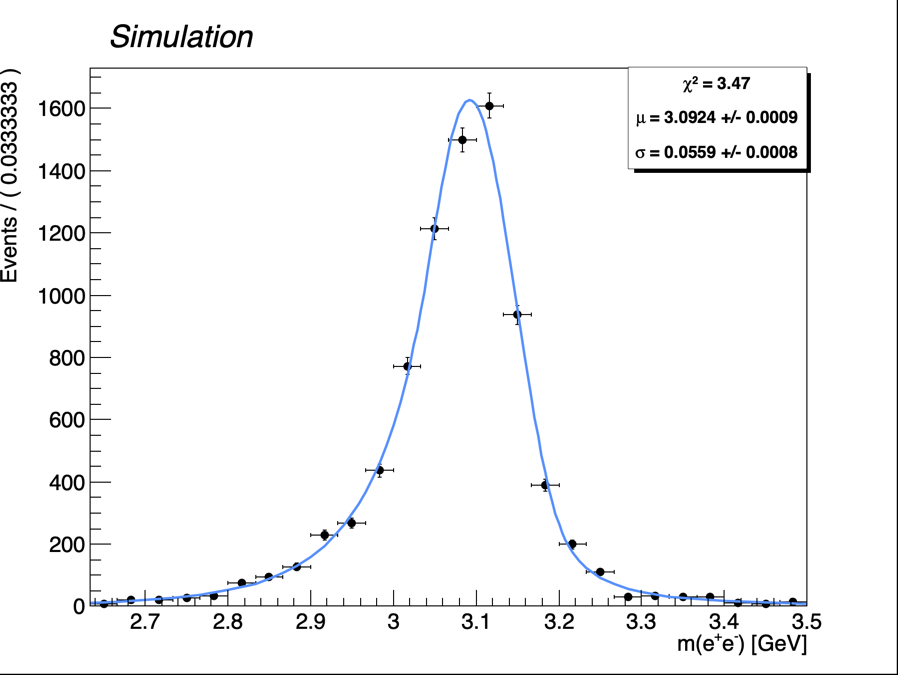 Simulation
Events / ( 0.0333333 )
χ² = 3.47
μ = 3.0924 +/- 0.0009
σ = 0.0559 +/- 0.0008
1600
1400
1200
1000
800
600
400
200
0
2.7 2.8 2.9 3 3.1 3.2 3.3 3.4 3.5
m(e⁺e⁻) [GeV]